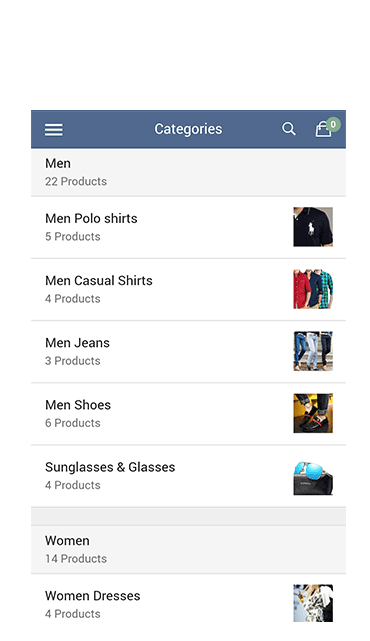 Categories
0
Men
22 Products
Men Polo shirts
5 Products
Men Casual Shirts
4 Products
Men Jeans
3 Products
Men Shoes
6 Products
Sunglasses & Glasses
4 Products
Women
14 Products
Women Dresses
4 Products